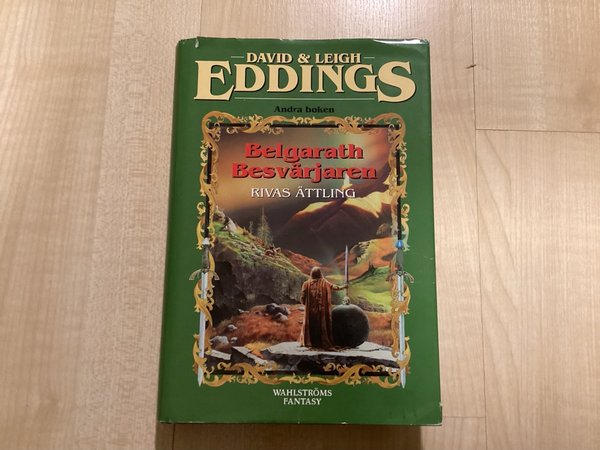 DAVID & LEIGH
EDDINGS
Andra boken
Belgarath
Besvärjaren
RIVAS ÄTTLING
WAHLSTRÖMS
FANTASY